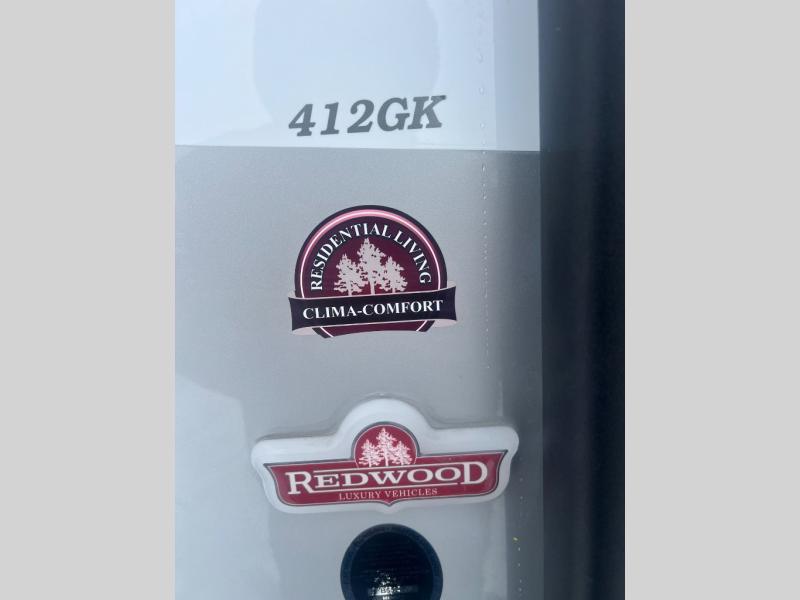 412GK
RESIDENTIAL LIVING
CLIMA-COMFORT
REDWOOD
LUXURY VEHICLES